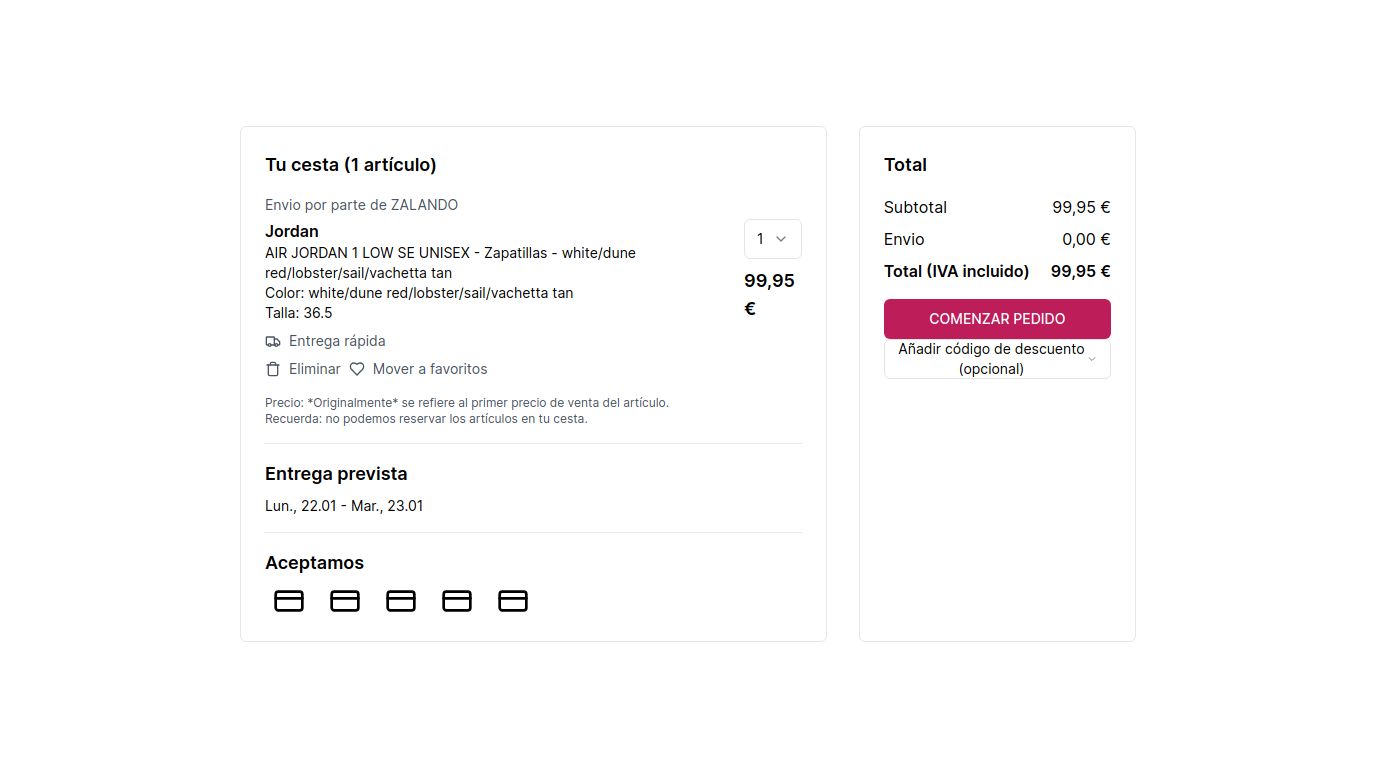 Tu cesta (1 artículo)
Envio por parte de ZALANDO
Jordan
AIR JORDAN 1 LOW SE UNISEX - Zapatillas - white/dune
red/lobster/sail/vachetta tan
Color: white/dune red/lobster/sail/vachetta tan
Talla: 36.5
1
99,95
€
Entrega rápida
Eliminar
Mover a favoritos
Precio: *Originalmente* se refiere al primer precio de venta del artículo.
Recuerda: no podemos reservar los artículos en tu cesta.
Entrega prevista
Lun., 22.01 - Mar., 23.01
Aceptamos
Total
Subtotal 99,95 €
Envio 0,00 €
Total (IVA incluido) 99,95 €
COMENZAR PEDIDO
Añadir código de descuento
(opcional)